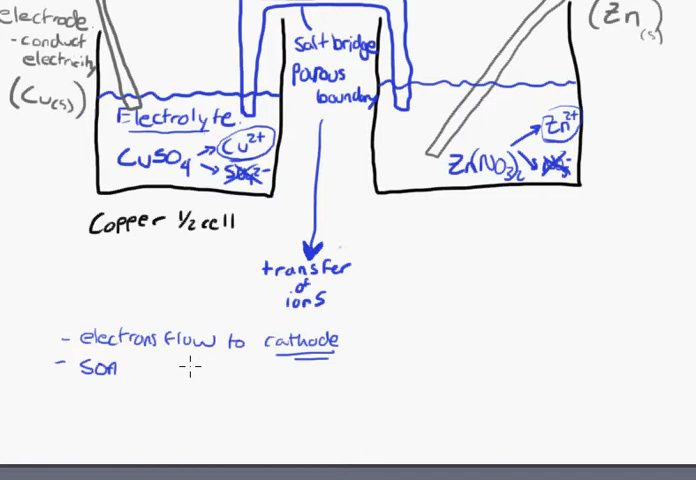 electrode.
- conduct
electricity
(Cu(s))
Salt bridge
Porous
boundary
(Zn(s))
Electrolyte.
CuSO4 → Cu2+
→ SO42-
Zn(NO3)2 → Zn2+
Copper 1/2 cell
transfer
of
ions
- electrons flow to cathode
- SOA